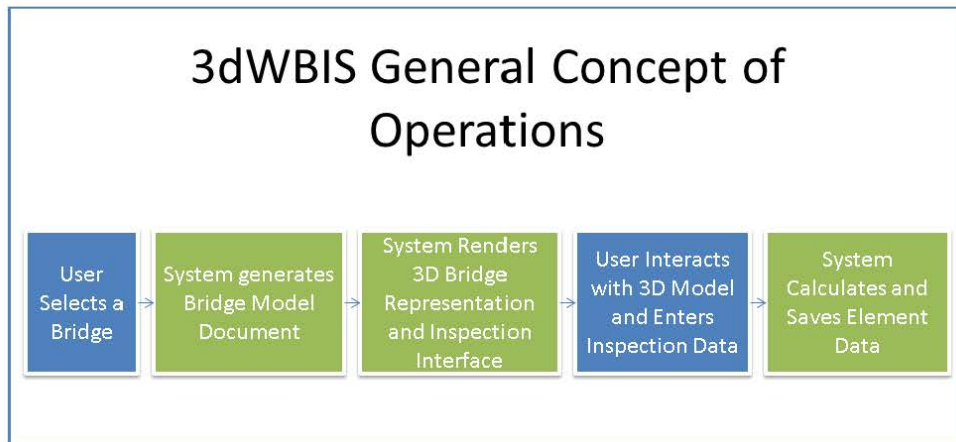 3dWBIS General Concept of
Operations
User
Selects a
Bridge
System generates
Bridge Model
Document
System Renders
3D Bridge
Representation
and Inspection
Interface
User Interacts
with 3D Model
and Enters
Inspection Data
System
Calculates and
Saves Element
Data